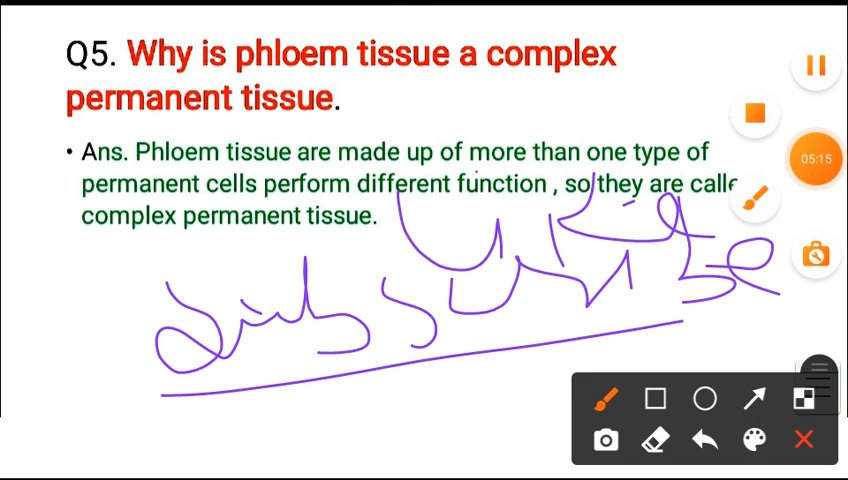 Q5. Why is phloem tissue a complex
permanent tissue.
• Ans. Phloem tissue are made up of more than one type of
permanent cells perform different function , so they are calle
complex permanent tissue.
05:15